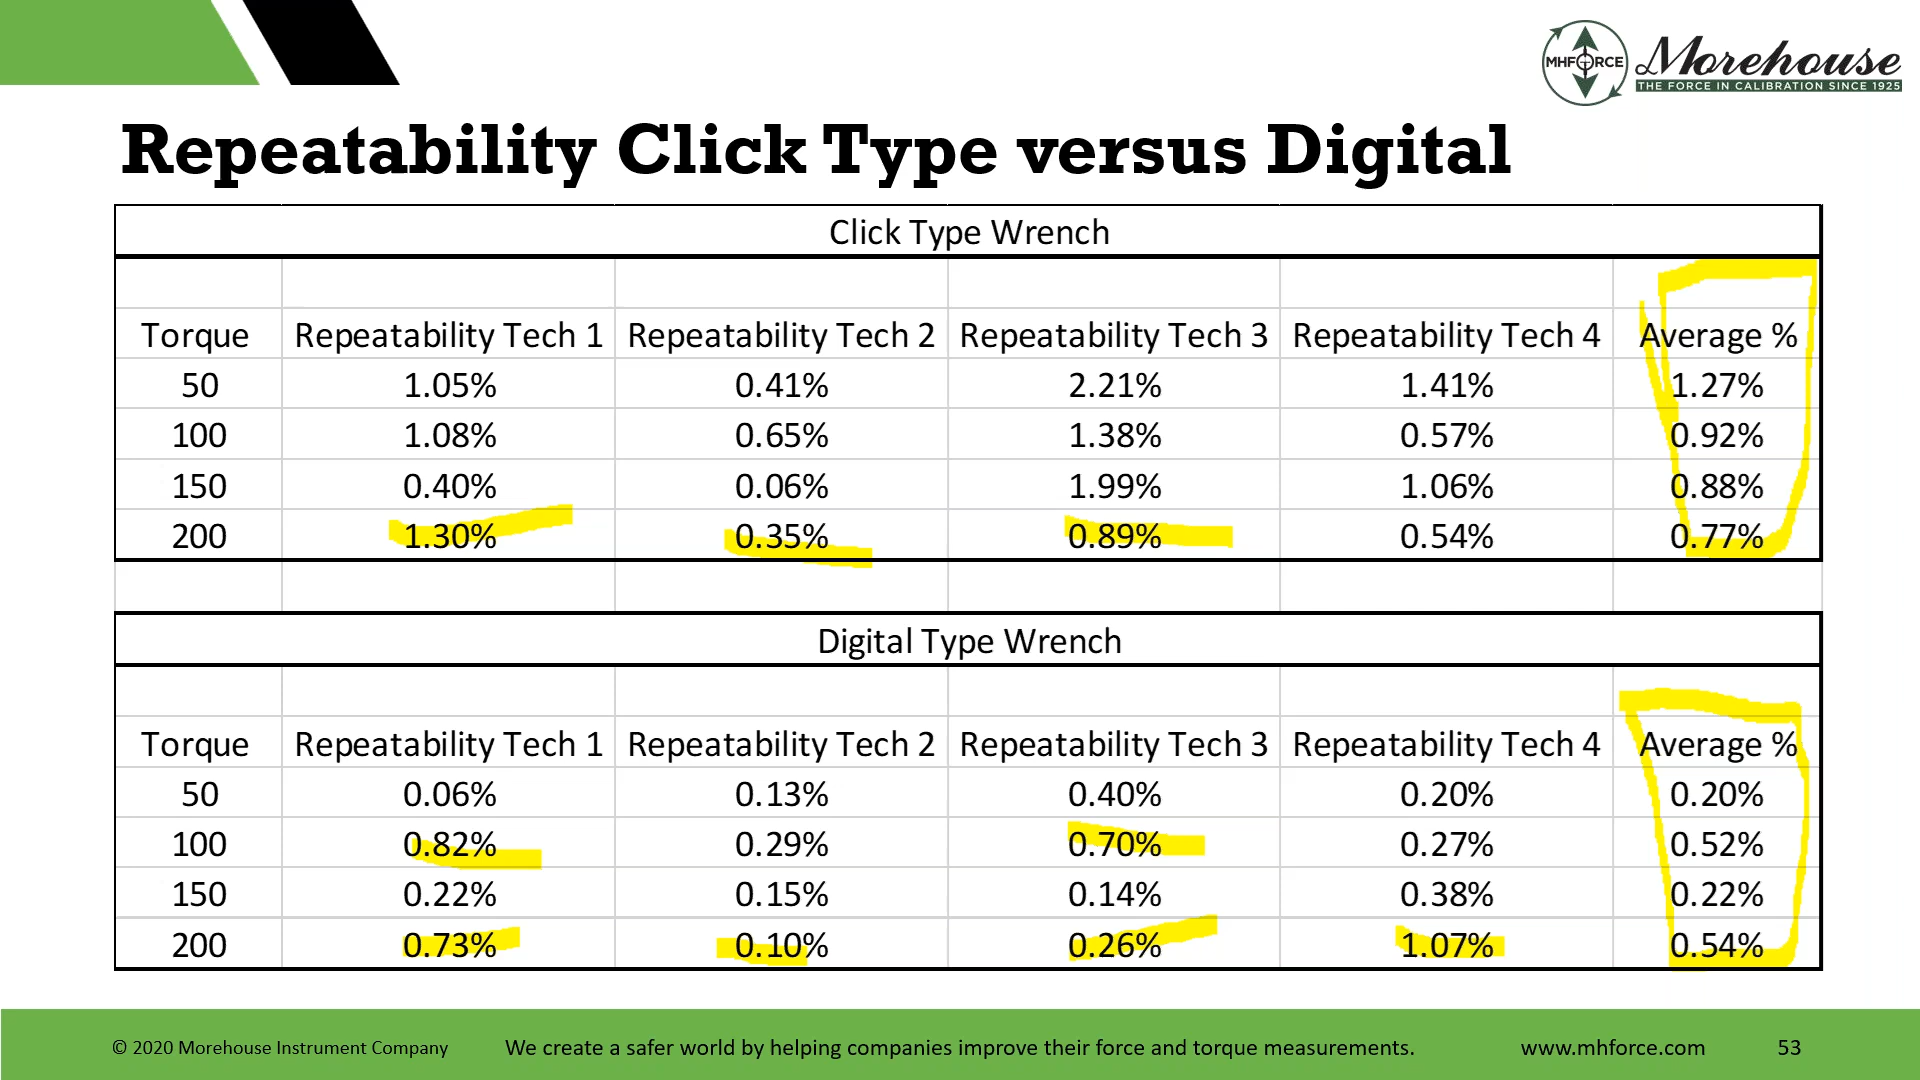 MHFORCE
Morehouse
THE FORCE IN CALIBRATION SINCE 1925
Repeatability Click Type versus Digital
Click Type Wrench
Torque Repeatability Tech 1 Repeatability Tech 2 Repeatability Tech 3 Repeatability Tech 4 Average %
50 1.05% 0.41% 2.21% 1.41% 1.27%
100 1.08% 0.65% 1.38% 0.57% 0.92%
150 0.40% 0.06% 1.99% 1.06% 0.88%
200 1.30% 0.35% 0.89% 0.54% 0.77%
Digital Type Wrench
Torque Repeatability Tech 1 Repeatability Tech 2 Repeatability Tech 3 Repeatability Tech 4 Average %
50 0.06% 0.13% 0.40% 0.20% 0.20%
100 0.82% 0.29% 0.70% 0.27% 0.52%
150 0.22% 0.15% 0.14% 0.38% 0.22%
200 0.73% 0.10% 0.26% 1.07% 0.54%
© 2020 Morehouse Instrument Company We create a safer world by helping companies improve their force and torque measurements. www.mhforce.com 53